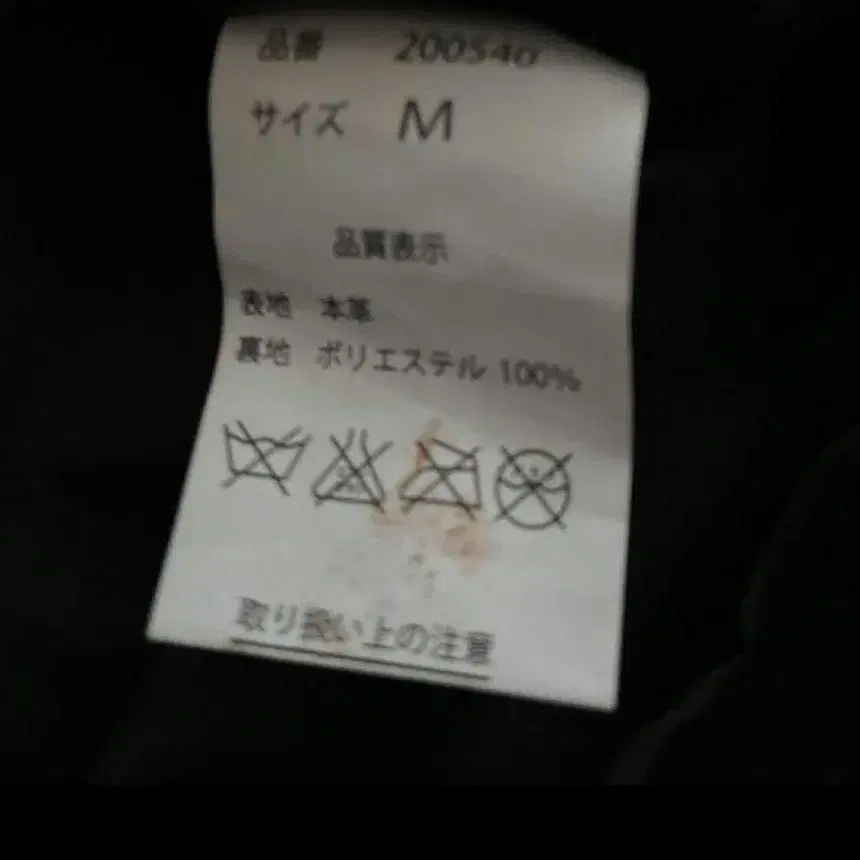 品番 200540
サイズ M
品質表示
表地 本革
裏地 ポリエステル 100%
取り扱い上の注意